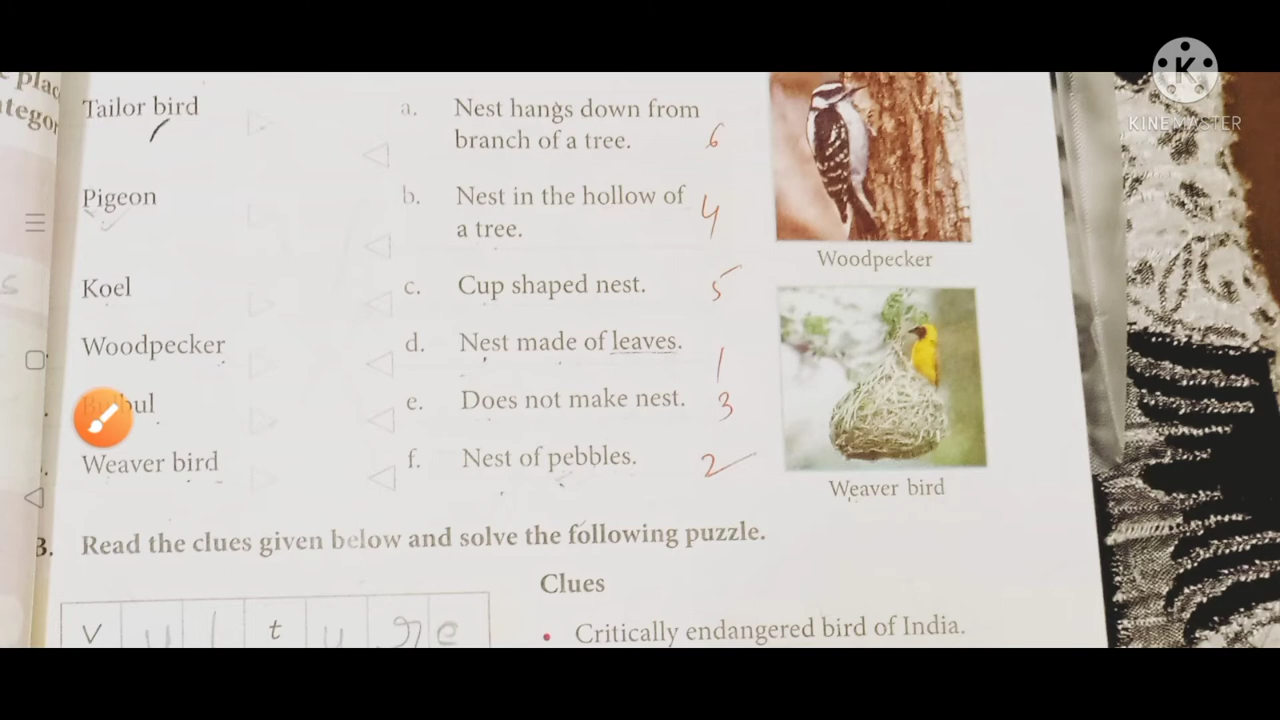 KINEMASTER
Tailor bird a. Nest hangs down from
branch of a tree. 6
Pigeon b. Nest in the hollow of
a tree. 4
Woodpecker
Koel c. Cup shaped nest. 5
Woodpecker d. Nest made of leaves. 1
e. Does not make nest. 3
Weaver bird f. Nest of pebbles. 2
Weaver bird
B. Read the clues given below and solve the following puzzle.
Clues
v u l t u r e
• Critically endangered bird of India.